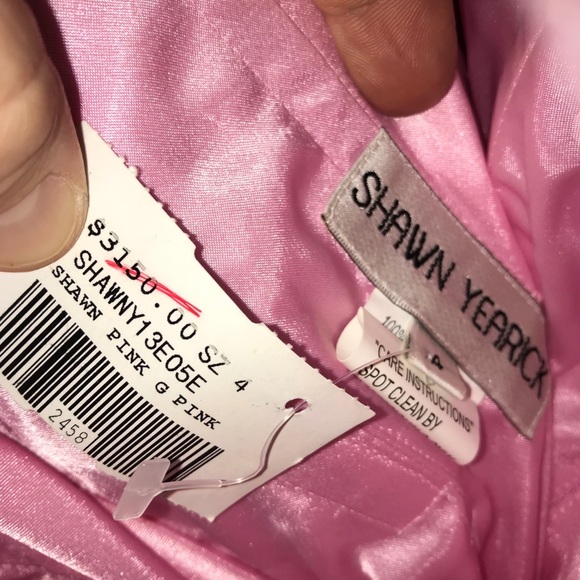 $3150.00 SZ 4
SHAWNY13E05E
SHAWN PINK G PINK
2458
SHAWN YEARICK
100%
4
"CARE INSTRUCTIONS"
SPOT CLEAN BY